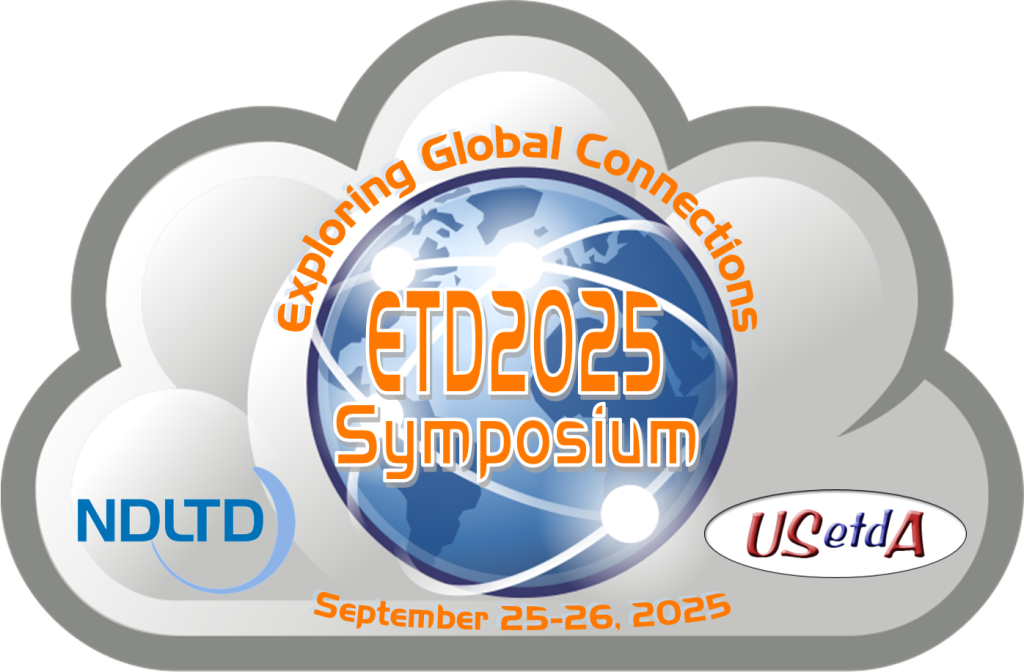 Exploring Global Connections
ETD2025
Symposium
NDLTD
USetdA
September 25-26, 2025